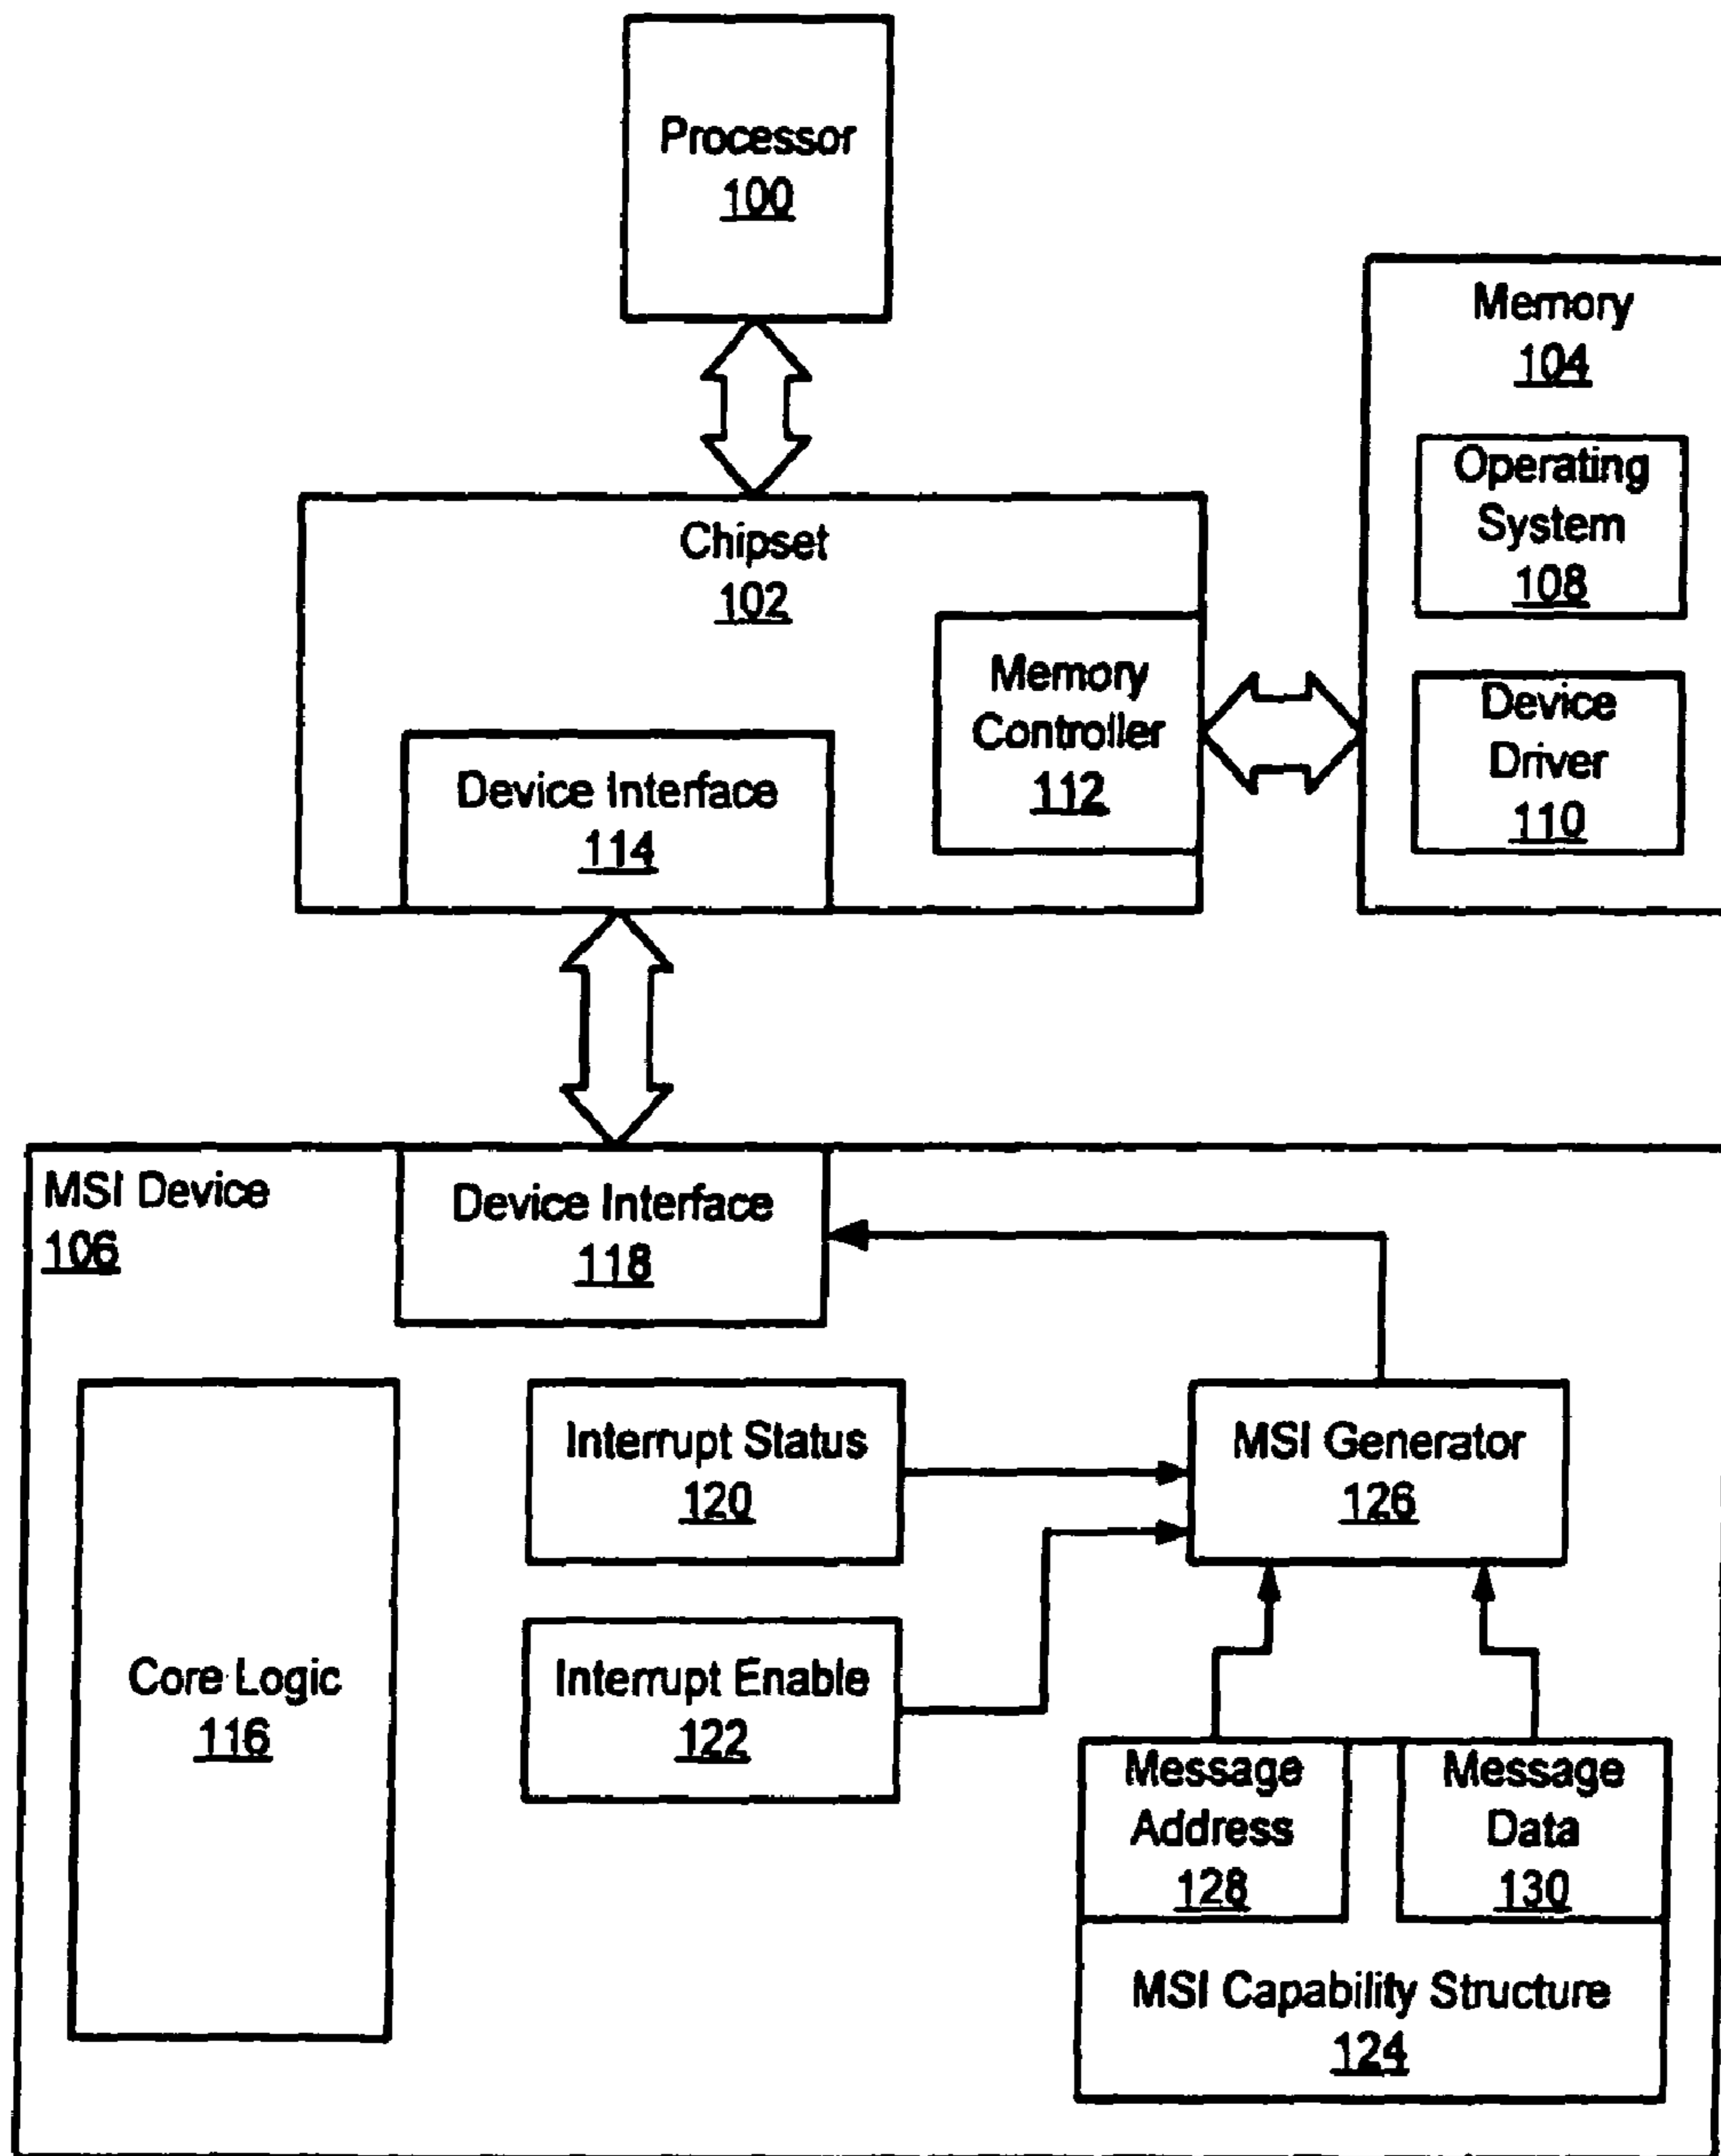 Processor
100
Memory
104
Operating
System
108
Device
Driver
110
Chipset
102
Memory
Controller
112
Device Interface
114
MSI Device
106
Device Interface
118
Interrupt Status
120
MSI Generator
126
Core Logic
116
Interrupt Enable
122
Message
Address
128
Message
Data
130
MSI Capability Structure
124